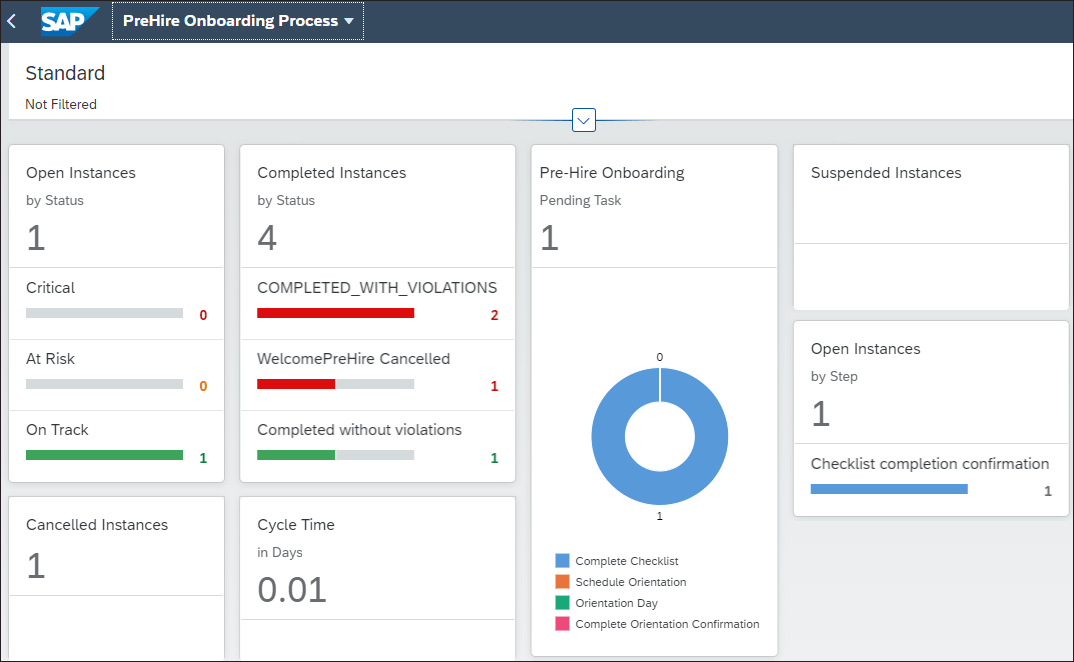 SAP PreHire Onboarding Process
Standard
Not Filtered
Open Instances
by Status
1
Critical
0
At Risk
0
On Track
1
Completed Instances
by Status
4
COMPLETED_WITH_VIOLATIONS
2
WelcomePreHire Cancelled
1
Completed without violations
1
Pre-Hire Onboarding
Pending Task
1
0
1
Complete Checklist
Schedule Orientation
Orientation Day
Complete Orientation Confirmation
Suspended Instances
Open Instances
by Step
1
Checklist completion confirmation
1
Cancelled Instances
1
Cycle Time
in Days
0.01